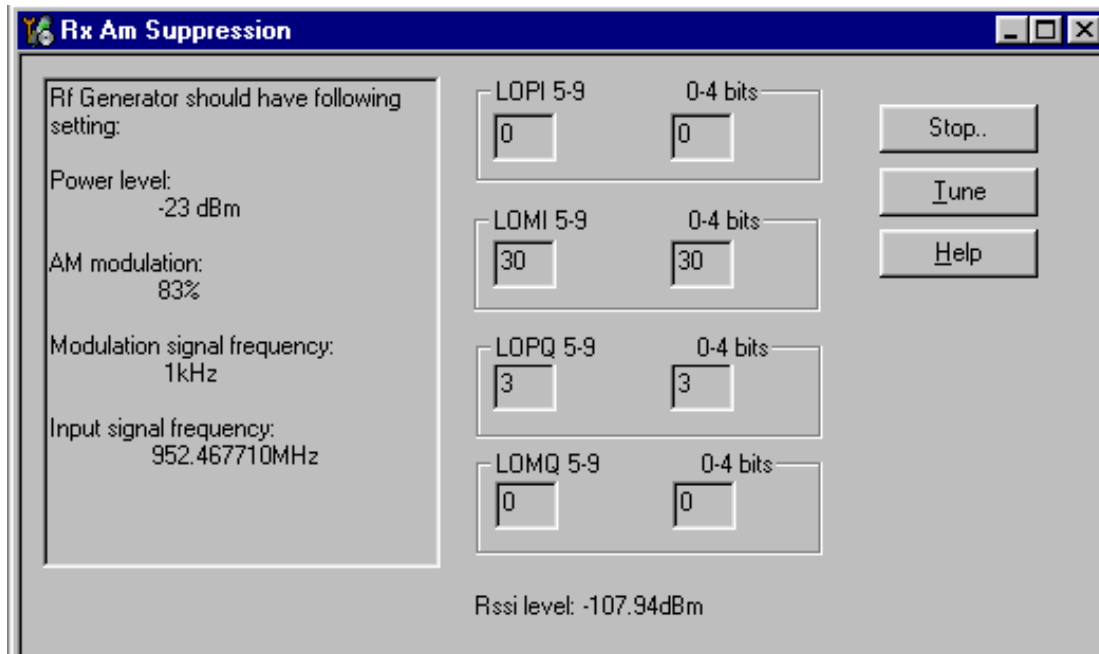 Rx Am Suppression
Rf Generator should have following
setting:
Power level:
-23 dBm
AM modulation:
83%
Modulation signal frequency:
1kHz
Input signal frequency:
952.467710MHz
LOPI 5-9 0-4 bits
0 0
LOMI 5-9 0-4 bits
30 30
LOPQ 5-9 0-4 bits
3 3
LOMQ 5-9 0-4 bits
0 0
Rssi level: -107.94dBm
Stop..
Tune
Help